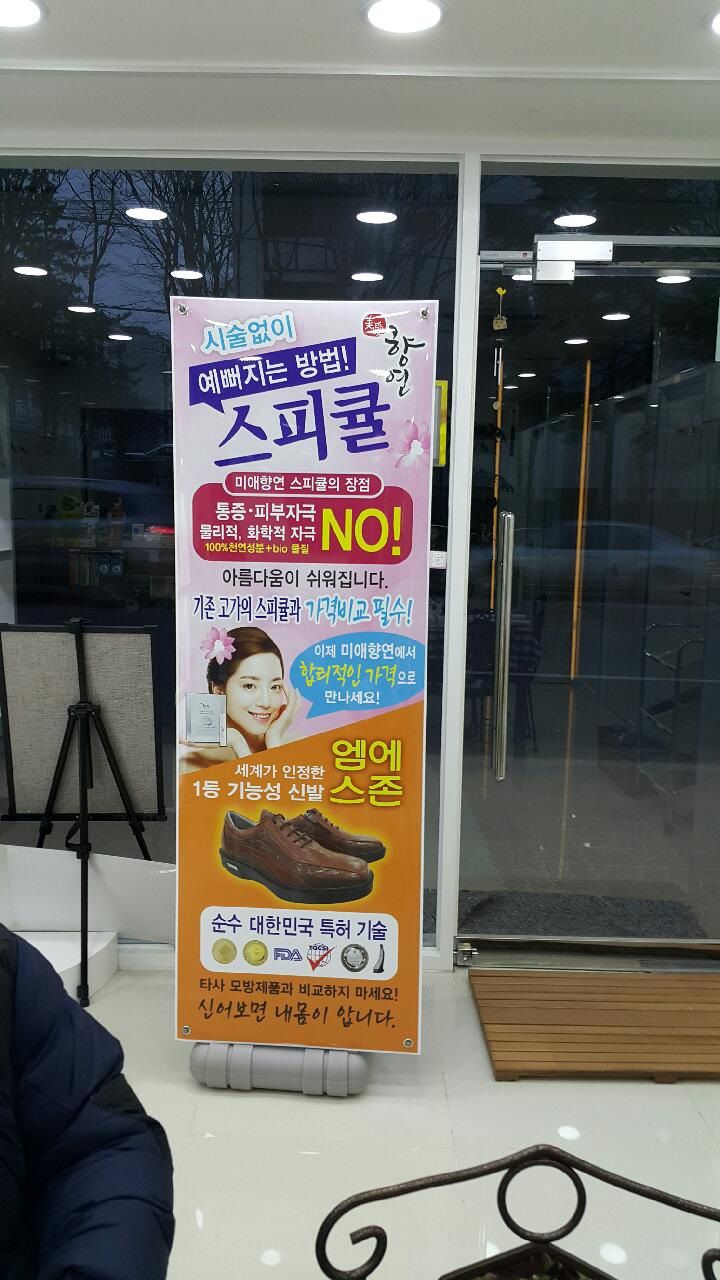 시술없이
예뻐지는 방법!
스피큘
향연
미애향연 스피큘의 장점
통증·피부자극
물리적, 화학적 자극
NO!
100%천연성분+bio 물질
아름다움이 쉬워집니다.
기존 고가의 스피큘과 가격비교 필수!
이제 미애향연에서
합리적인 가격으로
만나세요!
세계가 인정한
1등 기능성 신발
엠에
스존
순수 대한민국 특허 기술
FDA
타사 모방제품과 비교하지 마세요!
신어보면 내몸이 압니다.